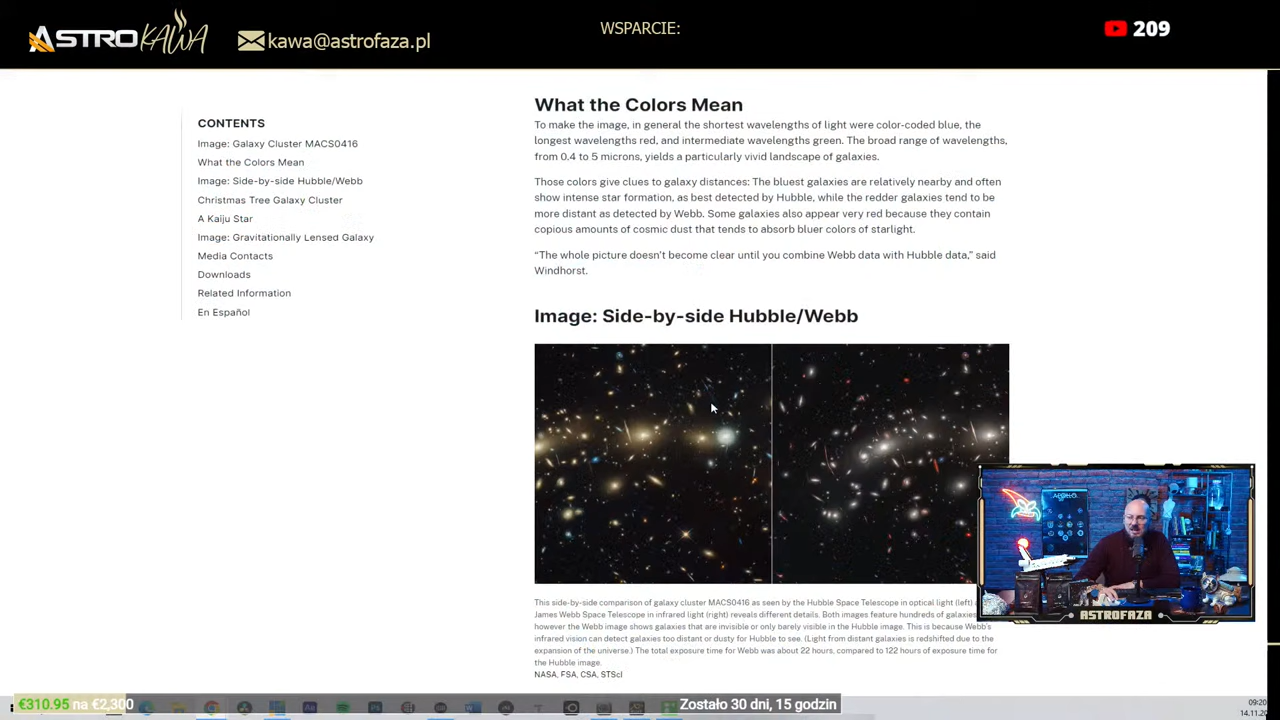 ASTROKAWA
kawa@astrofaza.pl
WSPARCIE:
209
CONTENTS
Image: Galaxy Cluster MACS0416
What the Colors Mean
Image: Side-by-side Hubble/Webb
Christmas Tree Galaxy Cluster
A Kaiju Star
Image: Gravitationally Lensed Galaxy
Media Contacts
Downloads
Related Information
En Español
What the Colors Mean
To make the image, in general the shortest wavelengths of light were color-coded blue, the
longest wavelengths red, and intermediate wavelengths green. The broad range of wavelengths,
from 0.4 to 5 microns, yields a particularly vivid landscape of galaxies.
Those colors give clues to galaxy distances: The bluest galaxies are relatively nearby and often
show intense star formation, as best detected by Hubble, while the redder galaxies tend to be
more distant as detected by Webb. Some galaxies also appear very red because they contain
copious amounts of cosmic dust that tends to absorb bluer colors of starlight.
“The whole picture doesn’t become clear until you combine Webb data with Hubble data,” said
Windhorst.
Image: Side-by-side Hubble/Webb
This side-by-side comparison of galaxy cluster MACS0416 as seen by the Hubble Space Telescope in optical light (left)
James Webb Space Telescope in infrared light (right) reveals different details. Both images feature hundreds of galaxies
however the Webb image shows galaxies that are invisible or only barely visible in the Hubble image. This is because Webb's
infrared vision can detect galaxies too distant or dusty for Hubble to see. (Light from distant galaxies is redshifted due to the
expansion of the universe.) The total exposure time for Webb was about 22 hours, compared to 122 hours of exposure time for
the Hubble image.
NASA, ESA, CSA, STScI
APOLLO
ASTROFAZA
€310.95 na €2,300
Zostało 30 dni, 15 godzin
09:20
14.11.20